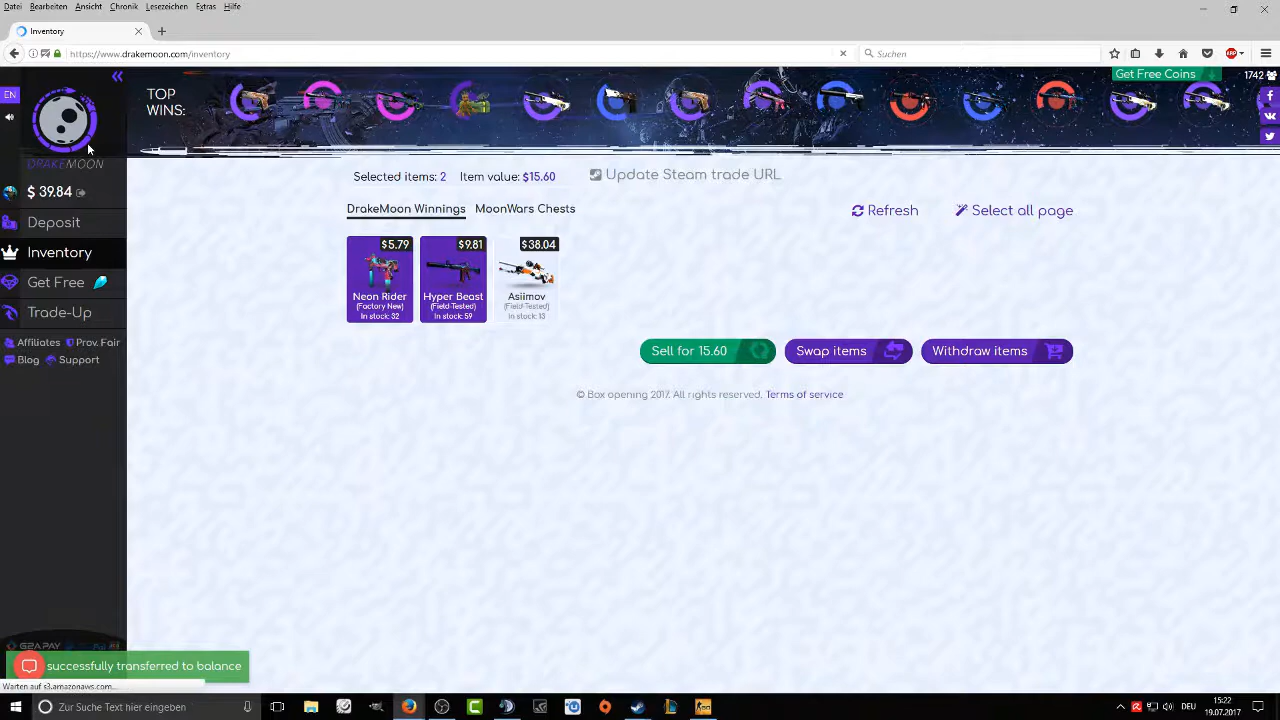 Datei Bearbeiten Ansicht Chronik Lesezeichen Extras Hilfe
Inventory
https://www.drakemoon.com/inventory
Suchen
ABP
EN
TOP
WINS:
Get Free Coins
1742
DRAKEMOON
$ 39.84
Deposit
Inventory
Get Free
Trade-Up
Affiliates Prov. Fair
Blog Support
Selected items: 2 Item value: $15.60 Update Steam trade URL
DrakeMoon Winnings MoonWars Chests
Refresh Select all page
$5.79 $9.81 $38.04
Neon Rider Hyper Beast Asiimov
(Factory New) (Field-Tested) (Field-Tested)
In stock: 32 In stock: 59 In stock: 13
Sell for 15.60 Swap items Withdraw items
© Box opening 2017. All rights reserved. Terms of service
G2A PAY
successfully transferred to balance
Warten auf s3.amazonaws.com...
Zur Suche Text hier eingeben
DEU
15:22
19.07.2017